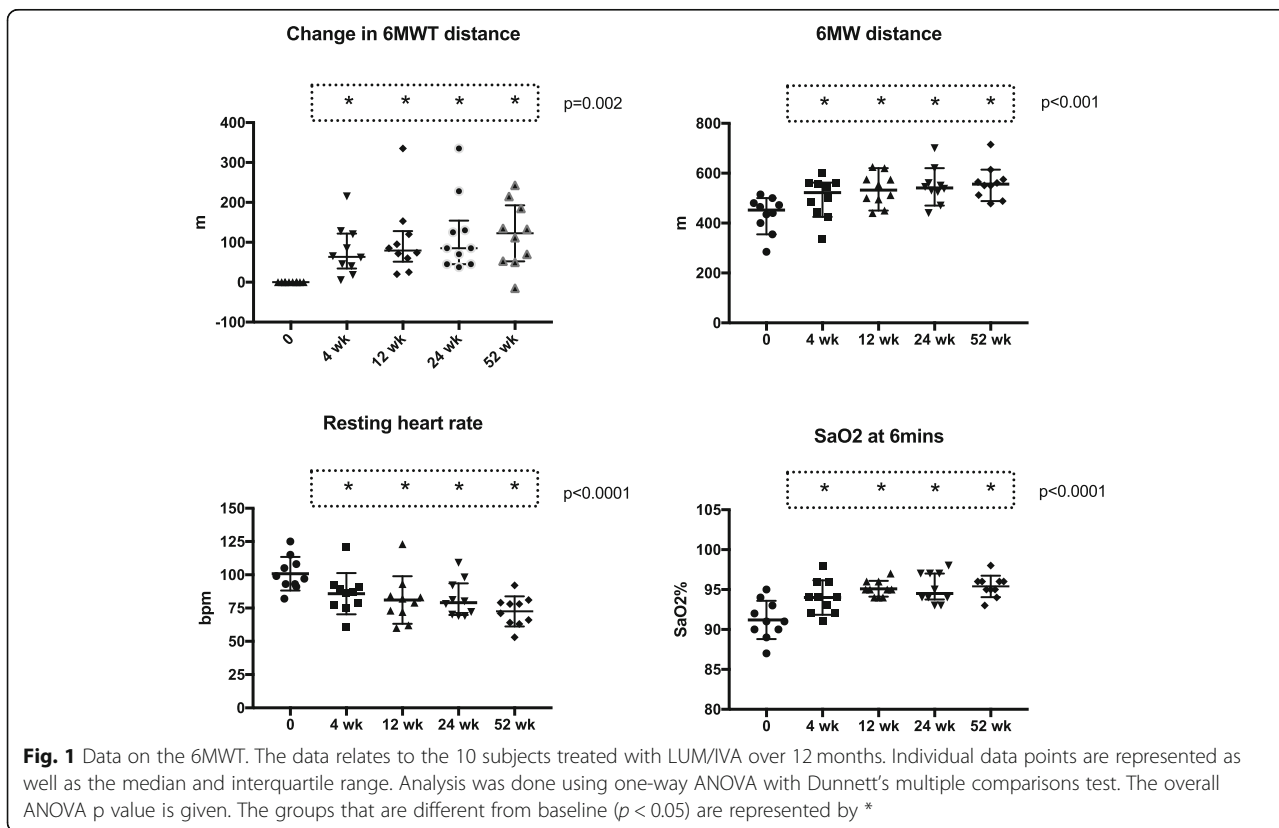 Change in 6MWT distance
* * * *
p=0.002
400
300
200
100
0
-100
m
0 4 wk 12 wk 24 wk 52 wk
6MW distance
* * * *
p<0.001
800
600
400
200
0
m
0 4 wk 12 wk 24 wk 52 wk
Resting heart rate
* * * *
p<0.0001
150
125
100
75
50
25
0
bpm
0 4 wk 12 wk 24 wk 52 wk
SaO2 at 6mins
* * * *
p<0.0001
105
100
95
90
85
80
SaO2%
0 4 wk 12 wk 24 wk 52 wk
Fig. 1 Data on the 6MWT. The data relates to the 10 subjects treated with LUM/IVA over 12 months. Individual data points are represented as
well as the median and interquartile range. Analysis was done using one-way ANOVA with Dunnett's multiple comparisons test. The overall
ANOVA p value is given. The groups that are different from baseline (p < 0.05) are represented by *